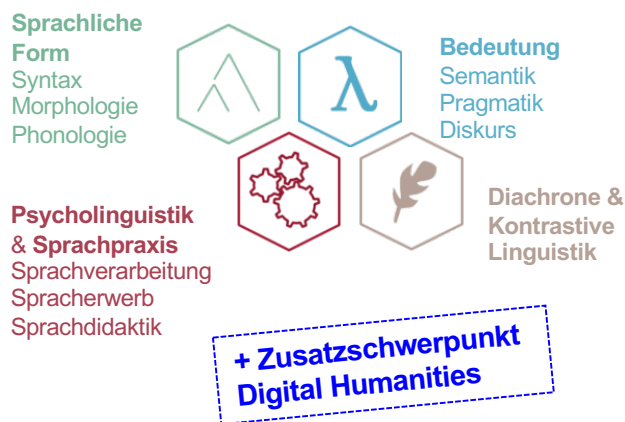 Sprachliche
Form
Syntax
Morphologie
Phonologie
λ
Bedeutung
Semantik
Pragmatik
Diskurs
Psycholinguistik
& Sprachpraxis
Sprachverarbeitung
Spracherwerb
Sprachdidaktik
Diachrone &
Kontrastive
Linguistik
+ Zusatzschwerpunkt
Digital Humanities